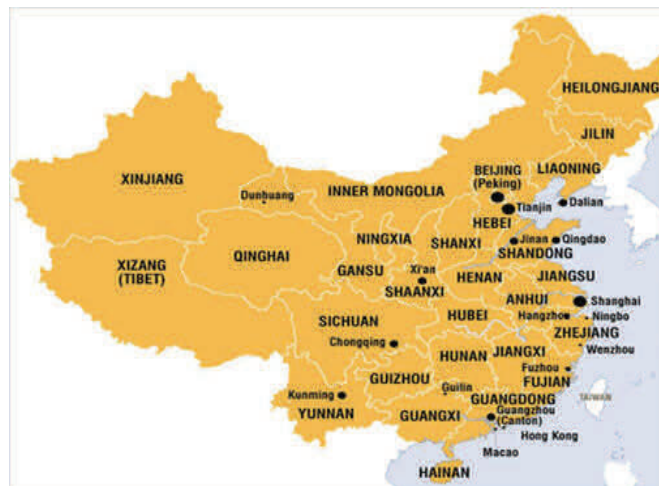 HEILONGJIANG
JILIN
LIAONING
BEIJING
(Peking)
XINJIANG
INNER MONGOLIA
Dunhuang
Dalian
Tianjin
HEBEI
NINGXIA
SHANXI
Jinan
Qingdao
SHANDONG
QINGHAI
GANSU
XIZANG
(TIBET)
Xi'an
HENAN
JIANGSU
SHAANXI
ANHUI
Shanghai
HUBEI
Hangzho
Ningbo
SICHUAN
ZHEJIANG
Chongqing
Wenzhou
HUNAN
JIANGXI
Fuzhou
GUIZHOU
FUJIAN
Guilin
Kunming
GUANGDONG
TAIWAN
YUNNAN
GUANGXI
Guangzhou
(Canton)
Hong Kong
Macao
HAINAN